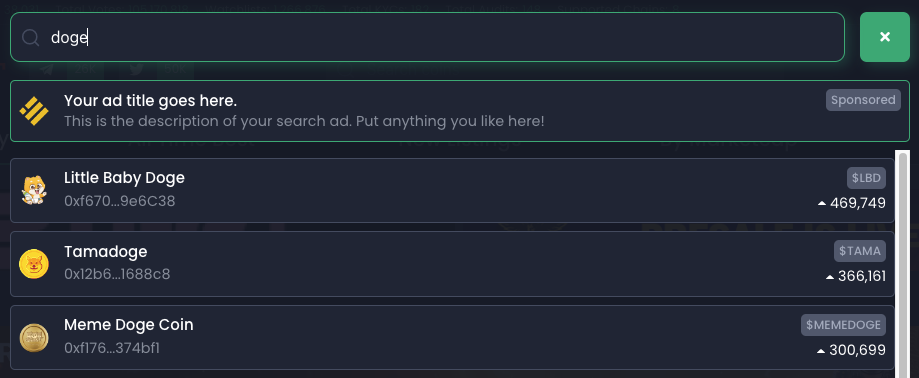 doge
Your ad title goes here.
Sponsored
This is the description of your search ad. Put anything you like here!
Little Baby Doge
$LBD
0xf670...9e6C38
469,749
Tamadoge
$TAMA
0x12b6...1688c8
366,161
Meme Doge Coin
$MEMEDOGE
0xf176...374bf1
300,699